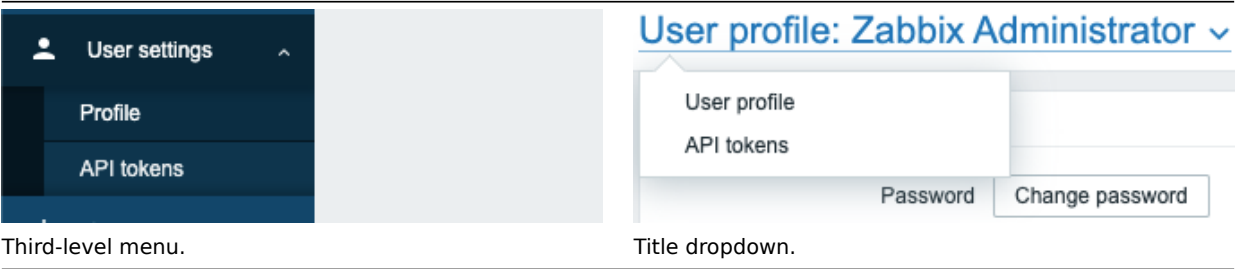 User settings
Profile
API tokens
Third-level menu.
User profile: Zabbix Administrator
User profile
API tokens
Password Change password
Title dropdown.